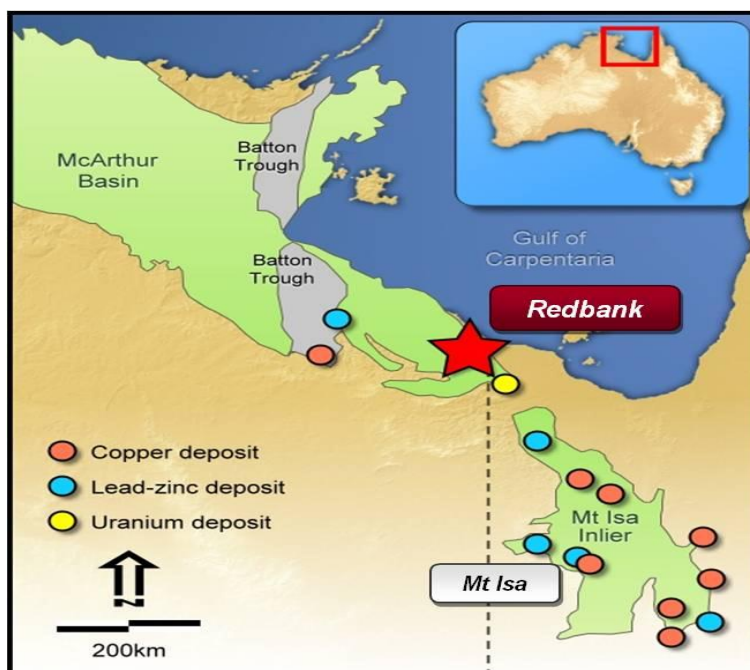 McArthur
Basin
Batton
Trough
Batton
Trough
Gulf of
Carpentaria
Redbank
Copper deposit
Lead-zinc deposit
Uranium deposit
Mt Isa
Inlier
Mt Isa
N
200km